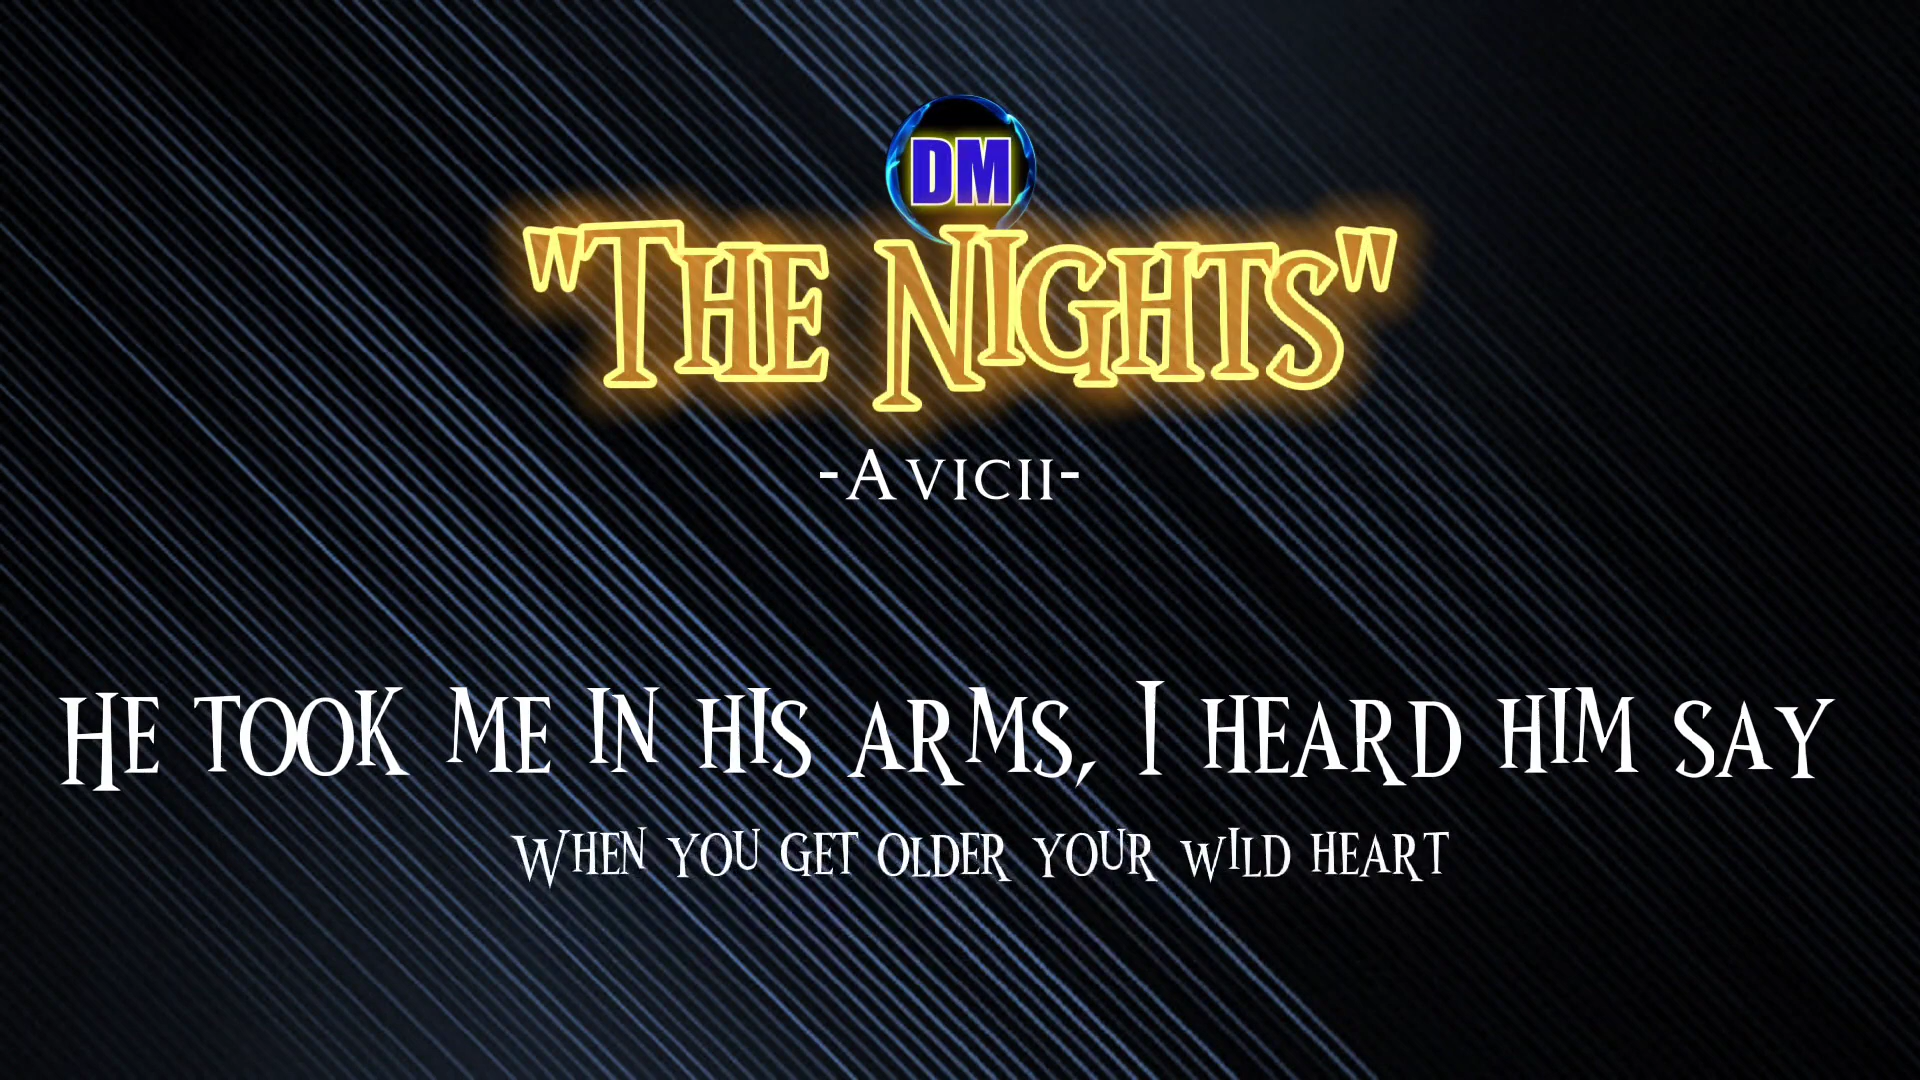 DM
"The Nights"
-Avicii-
He took me in his arms, I heard him say
When you get older your wild heart